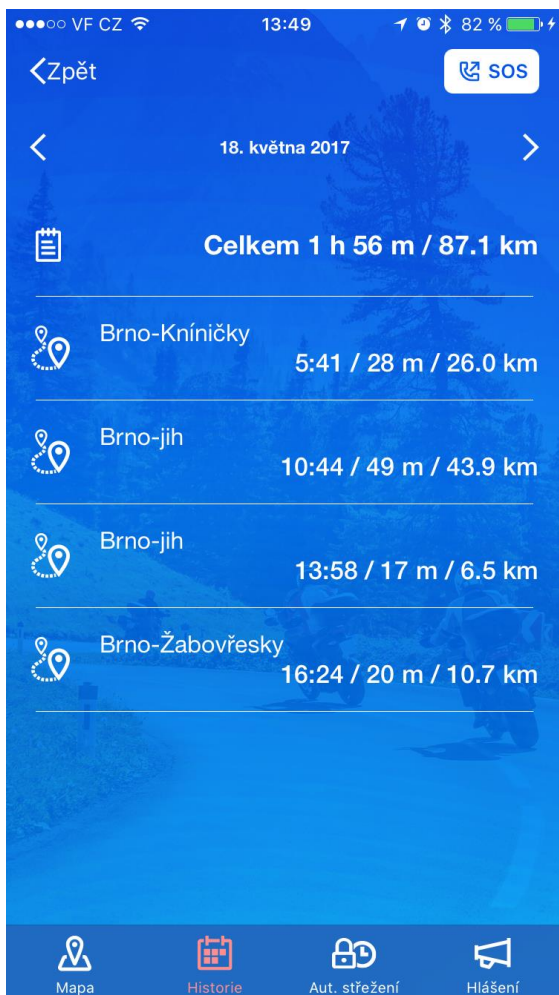 VF CZ 13:49 82 %
Zpět SOS
18. května 2017
Celkem 1 h 56 m / 87.1 km
Brno-Kníničky
5:41 / 28 m / 26.0 km
Brno-jih
10:44 / 49 m / 43.9 km
Brno-jih
13:58 / 17 m / 6.5 km
Brno-Žabovřesky
16:24 / 20 m / 10.7 km
Mapa Historie Aut. střežení Hlášení